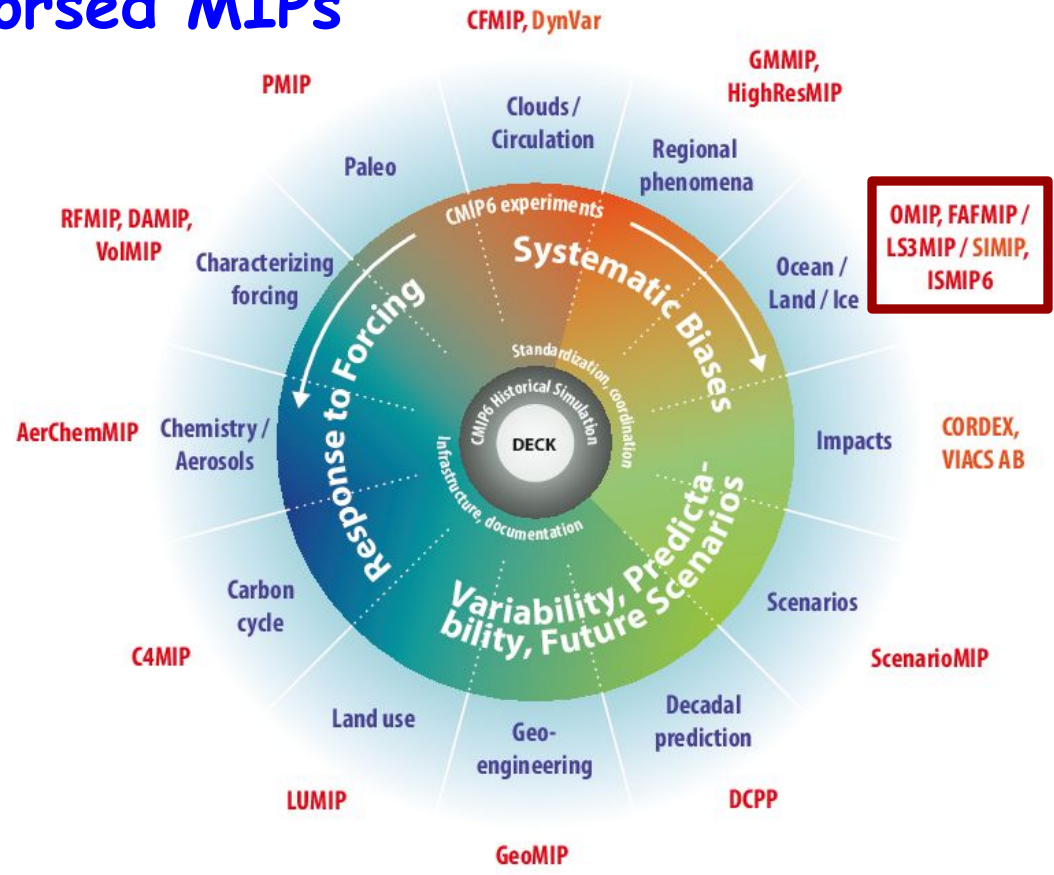 orsed MIPs
CFMIP, DynVar
GMMIP,
HighResMIP
PMIP
Clouds /
Circulation
Regional
phenomena
Paleo
OMIP, FAFMIP /
LS3MIP / SIMIP,
ISMIP6
RFMIP, DAMIP,
VolMIP
Characterizing
forcing
Ocean /
Land / Ice
CMIP6 experiments
Systematic Biases
Response to Forcing
Standardization, coordination
CMIP6 Historical Simulation
DECK
Infrastructure, documentation
AerChemMIP
Chemistry /
Aerosols
Impacts
CORDEX,
VIACS AB
Variability, Predicta-
bility, Future Scenarios
Carbon
cycle
Scenarios
C4MIP
ScenarioMIP
Land use
Geo-
engineering
Decadal
prediction
LUMIP
DCPP
GeoMIP